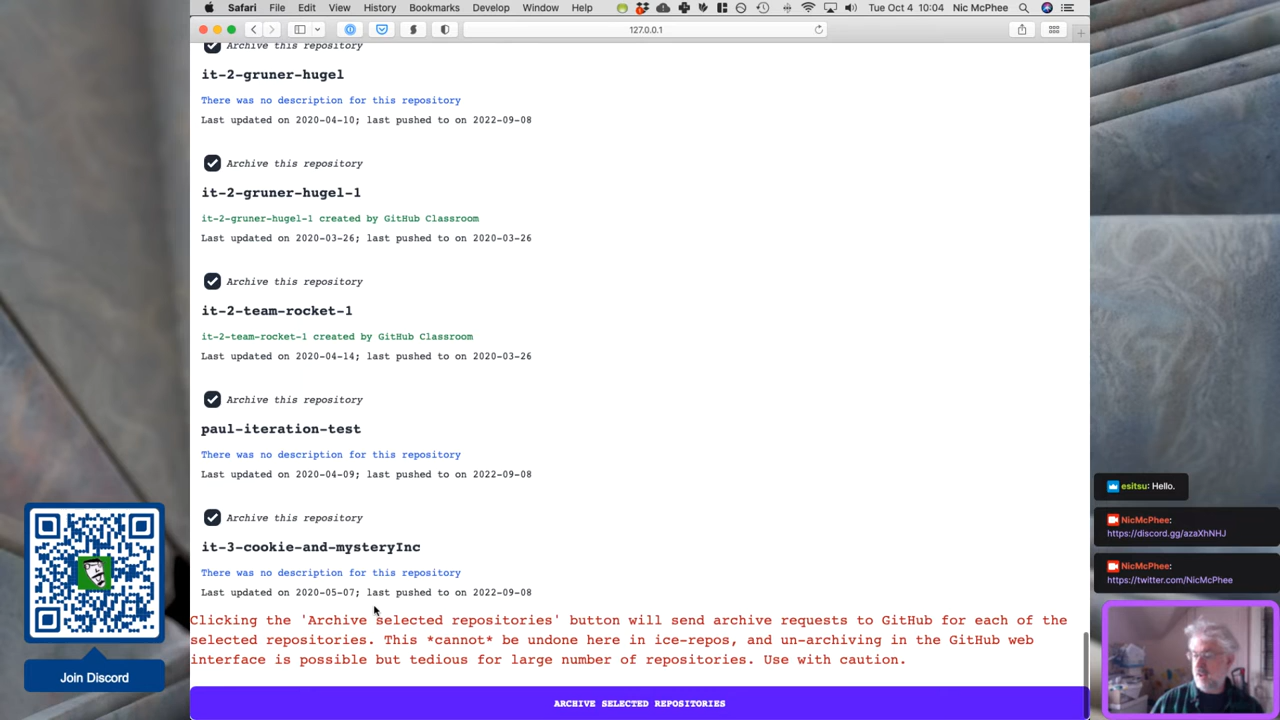 Safari File Edit View History Bookmarks Develop Window Help Tue Oct 4 10:04 Nic McPhee
127.0.0.1
Archive this repository
it-2-gruner-hugel
There was no description for this repository
Last updated on 2020-04-10; last pushed to on 2022-09-08
Archive this repository
it-2-gruner-hugel-1
it-2-gruner-hugel-1 created by GitHub Classroom
Last updated on 2020-03-26; last pushed to on 2020-03-26
Archive this repository
it-2-team-rocket-1
it-2-team-rocket-1 created by GitHub Classroom
Last updated on 2020-04-14; last pushed to on 2020-03-26
Archive this repository
paul-iteration-test
There was no description for this repository
Last updated on 2020-04-09; last pushed to on 2022-09-08
Archive this repository
it-3-cookie-and-mysteryInc
There was no description for this repository
Last updated on 2020-05-07; last pushed to on 2022-09-08
Clicking the 'Archive selected repositories' button will send archive requests to GitHub for each of the
selected repositories. This *cannot* be undone here in ice-repos, and un-archiving in the GitHub web
interface is possible but tedious for large number of repositories. Use with caution.
ARCHIVE SELECTED REPOSITORIES
Join Discord
esitsu: Hello.
NicMcPhee:
https://discord.gg/azaXhNHJ
NicMcPhee:
https://twitter.com/NicMcPhee